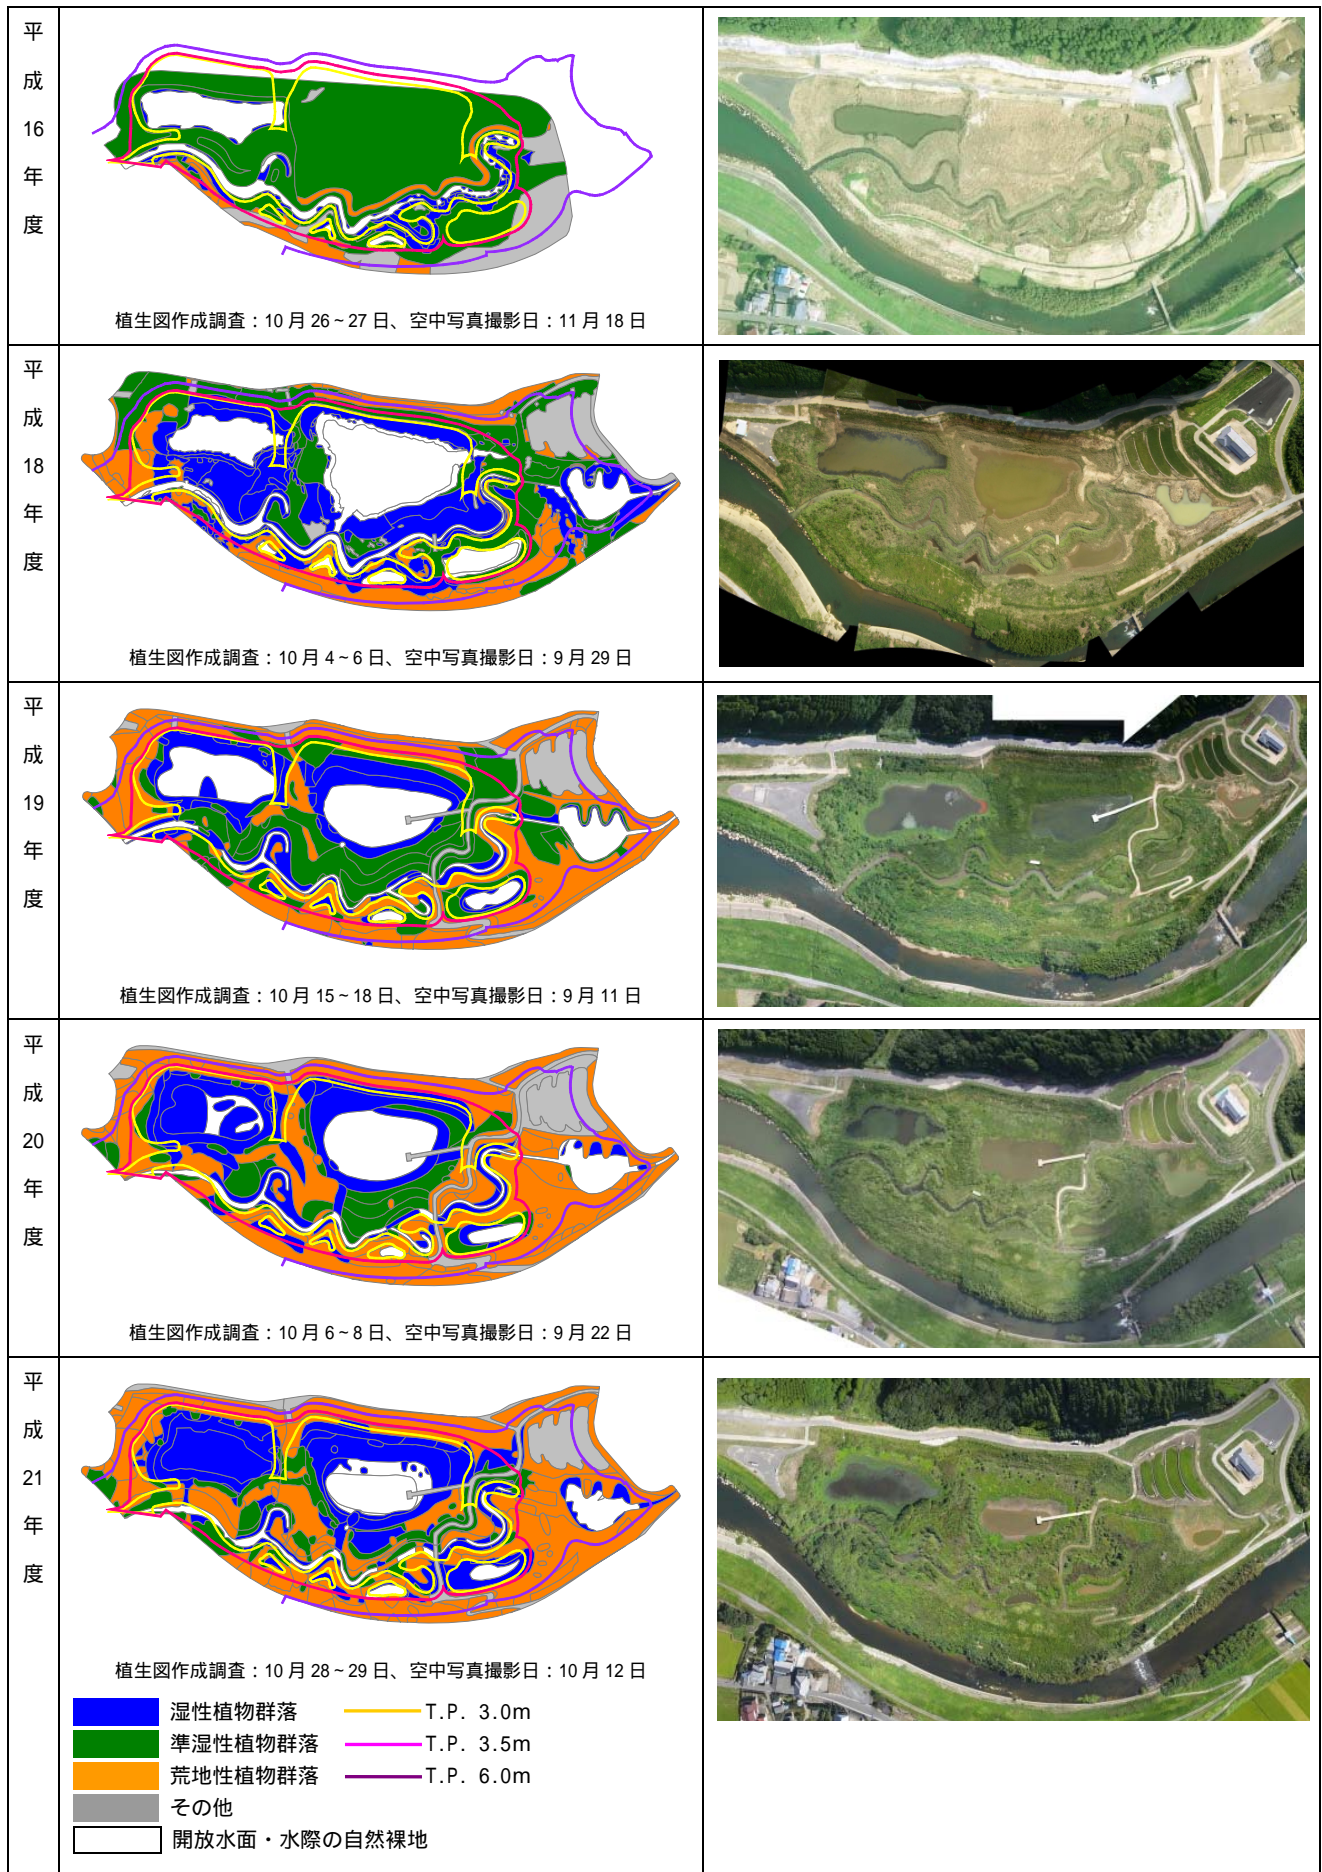 平成16年度
植生図作成調査：10月26~27日、空中写真撮影日：11月18日
平成18年度
植生図作成調査：10月4~6日、空中写真撮影日：9月29日
平成19年度
植生図作成調査：10月15~18日、空中写真撮影日：9月11日
平成20年度
植生図作成調査：10月6~8日、空中写真撮影日：9月22日
平成21年度
植生図作成調査：10月28~29日、空中写真撮影日：10月12日
湿性植物群落
準湿性植物群落
荒地性植物群落
その他
開放水面・水際の自然裸地
T.P. 3.0m
T.P. 3.5m
T.P. 6.0m